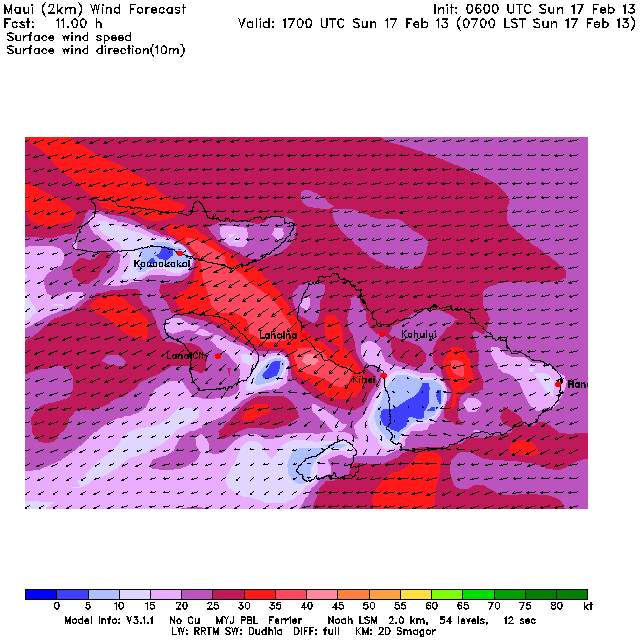 Maui (2km) Wind Forecast Init: 0600 UTC Sun 17 Feb 13
Fcst: 11.00 h Valid: 1700 UTC Sun 17 Feb 13 (0700 LST Sun 17 Feb 13)
Surface wind speed
Surface wind direction(10m)
Kaunakakai
Lahaina
Kahului
LanaiCity
Kihei
Hana
0 5 10 15 20 25 30 35 40 45 50 55 60 65 70 75 80 kt
Model Info: V3.1.1 No Cu MYJ PBL Ferrier Noah LSM 2.0 km, 54 levels, 12 sec
LW: RRTM SW: Dudhia DIFF: full KM: 2D Smagor